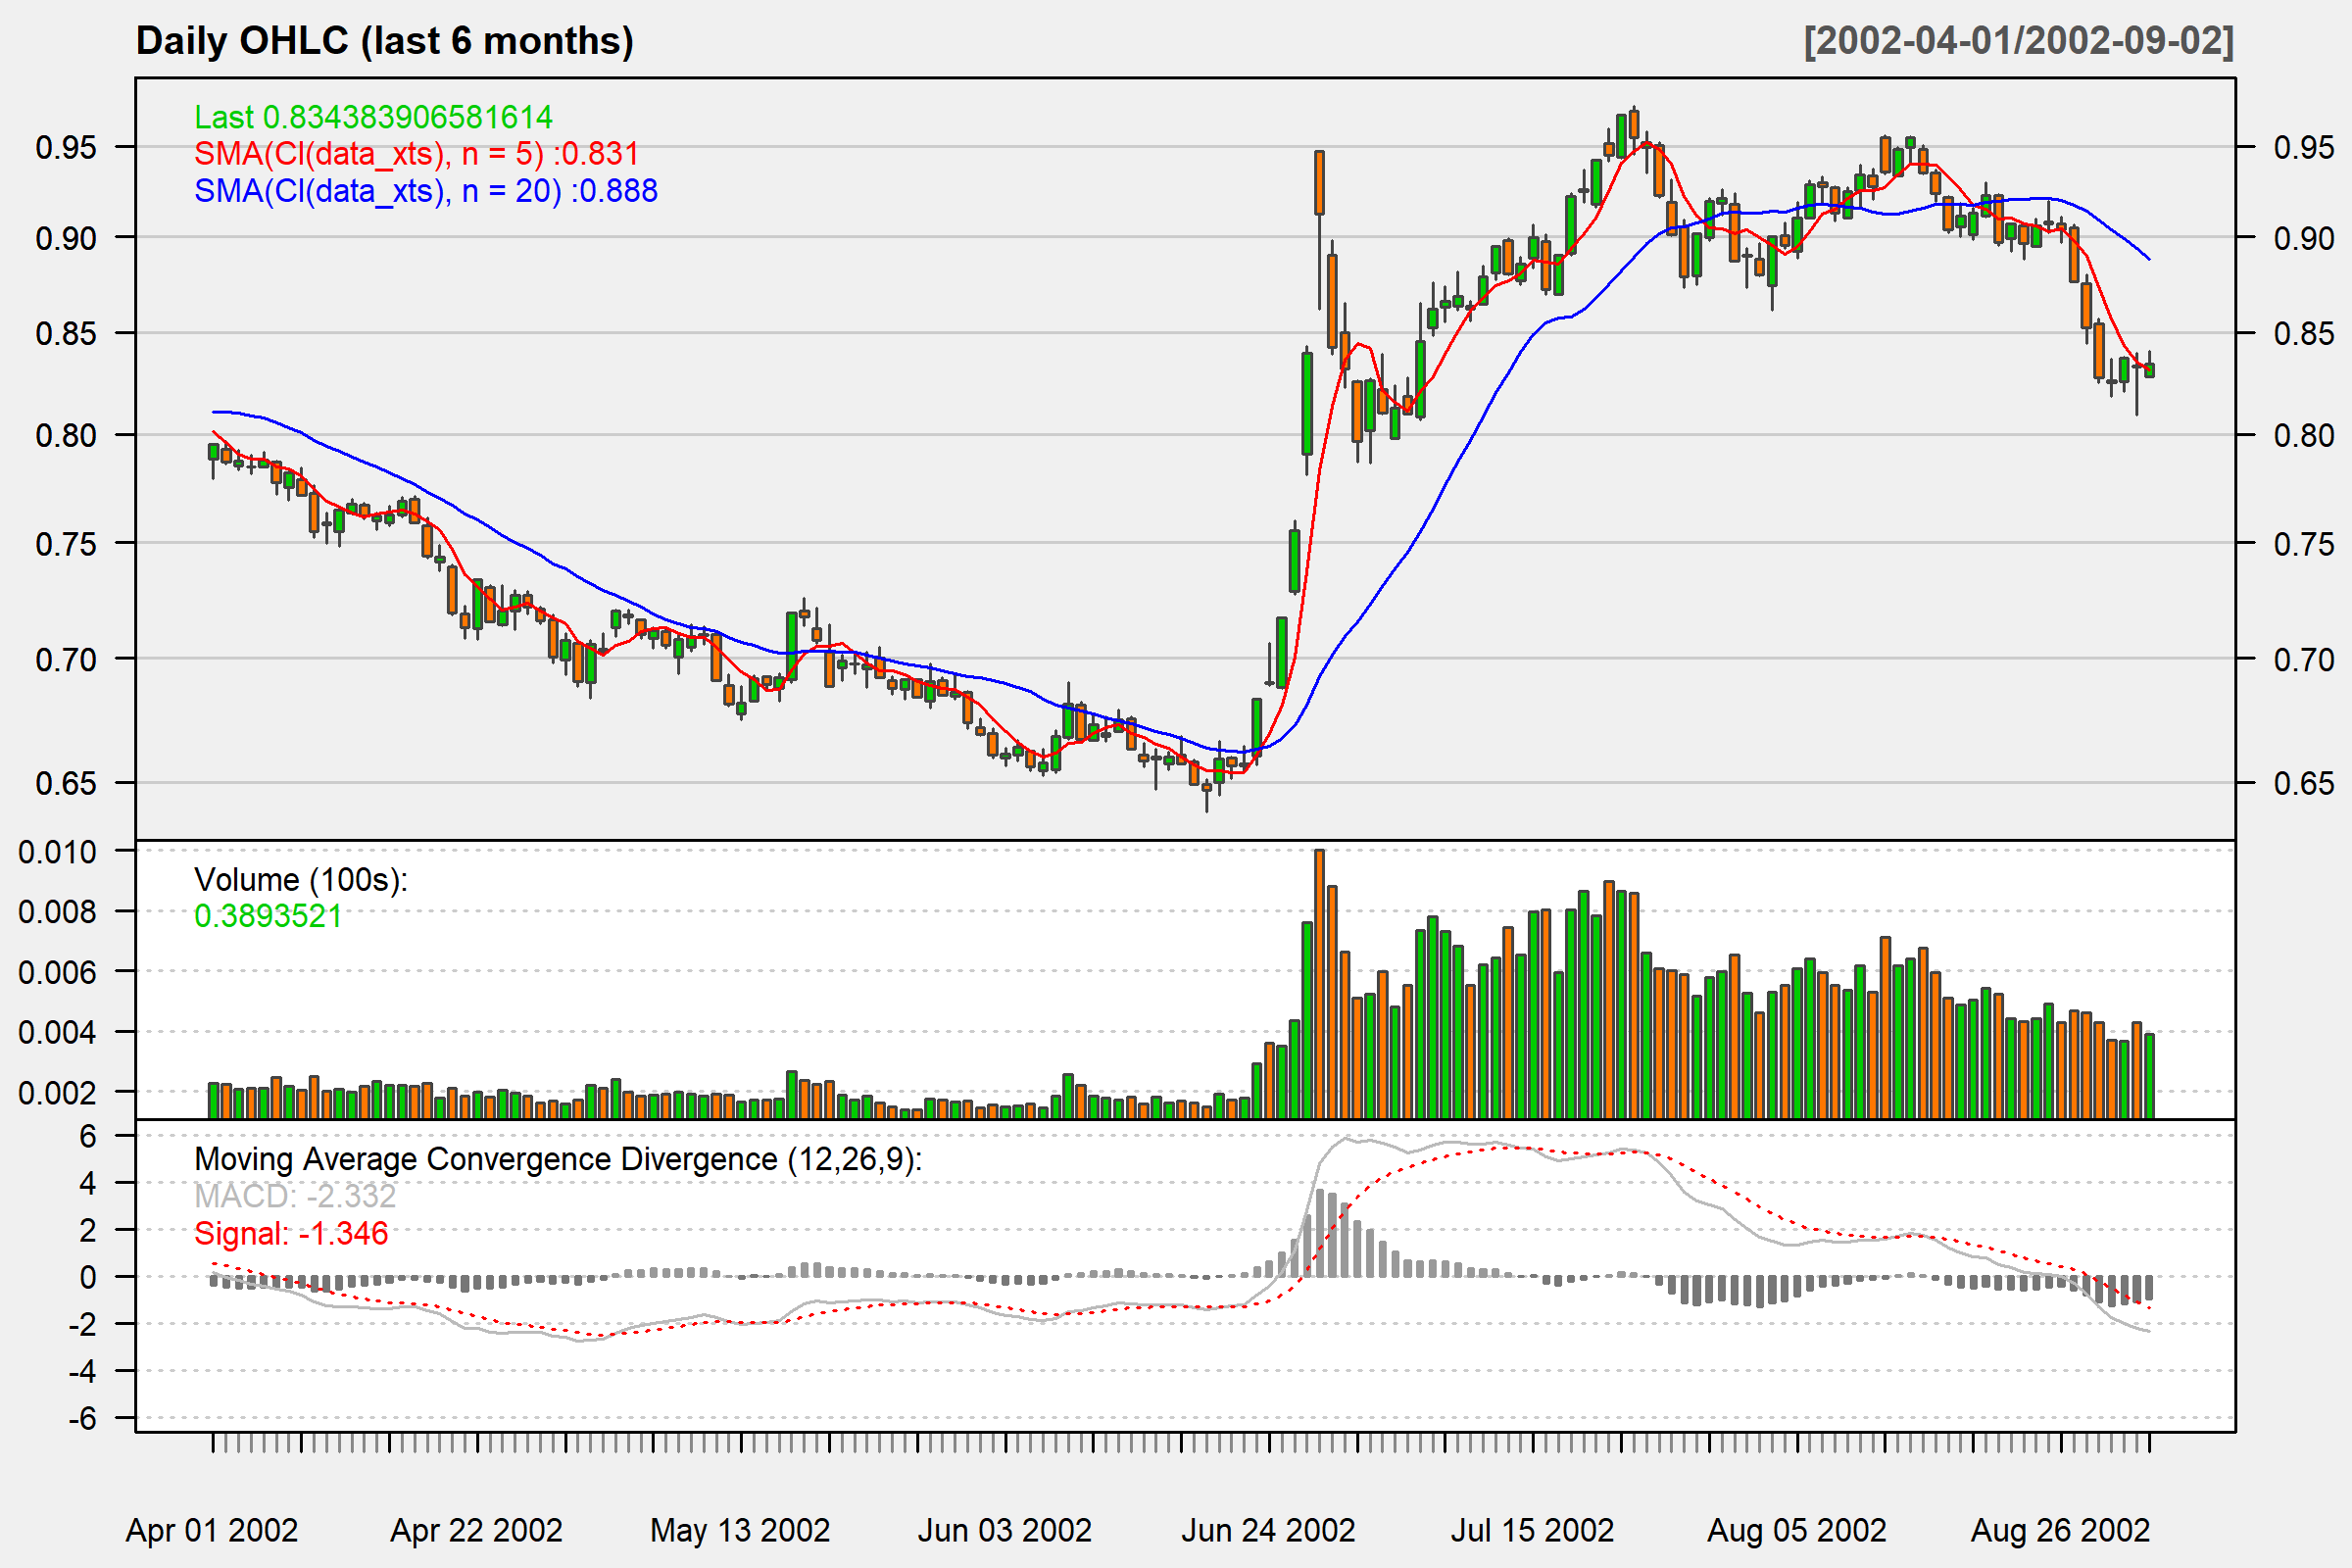 Daily OHLC (last 6 months) [2002-04-01/2002-09-02]
Last 0.834383906581614
SMA(Cl(data_xts), n = 5) :0.831
SMA(Cl(data_xts), n = 20) :0.888
0.95 0.95
0.90 0.90
0.85 0.85
0.80 0.80
0.75 0.75
0.70 0.70
0.65 0.65
0.010
Volume (100s):
0.3893521
0.008
0.006
0.004
0.002
6
Moving Average Convergence Divergence (12,26,9):
4
MACD: -2.332
2
Signal: -1.346
0
-2
-4
-6
Apr 01 2002 Apr 22 2002 May 13 2002 Jun 03 2002 Jun 24 2002 Jul 15 2002 Aug 05 2002 Aug 26 2002